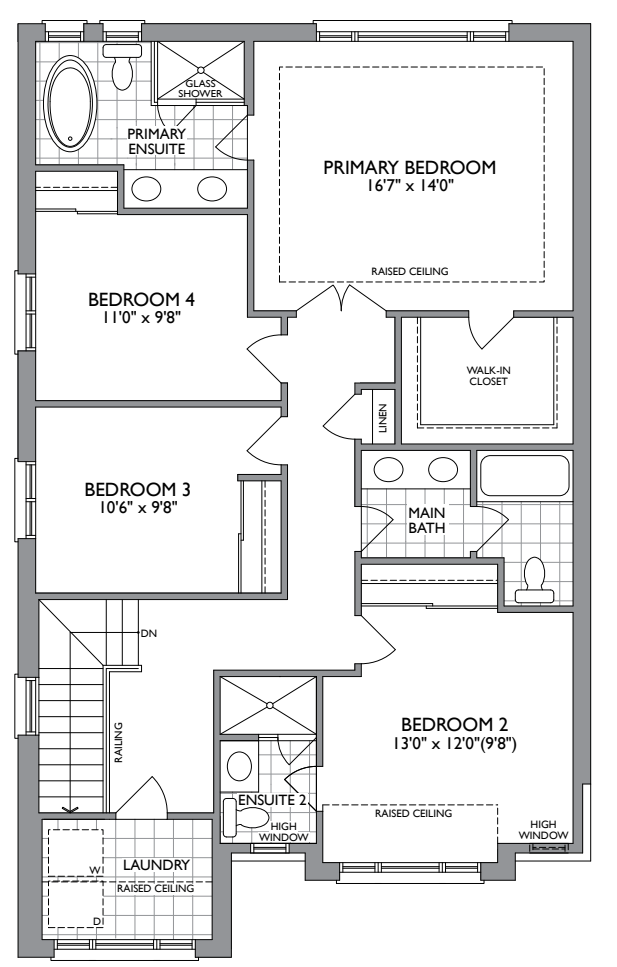 GLASS
SHOWER
PRIMARY
ENSUITE
PRIMARY BEDROOM
16'7" x 14'0"
RAISED CEILING
BEDROOM 4
11'0" x 9'8"
WALK-IN
CLOSET
LINEN
BEDROOM 3
10'6" x 9'8"
MAIN
BATH
DN
RAILING
BEDROOM 2
13'0" x 12'0"(9'8")
ENSUITE 2
RAISED CEILING
HIGH
WINDOW
HIGH
WINDOW
LAUNDRY
W
RAISED CEILING
D